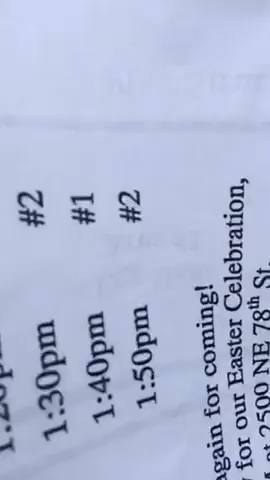 1:30pm #2
1:40pm #1
1:50pm #2
again for coming!
for our Easter Celebration,
at 2500 NE 78th St.